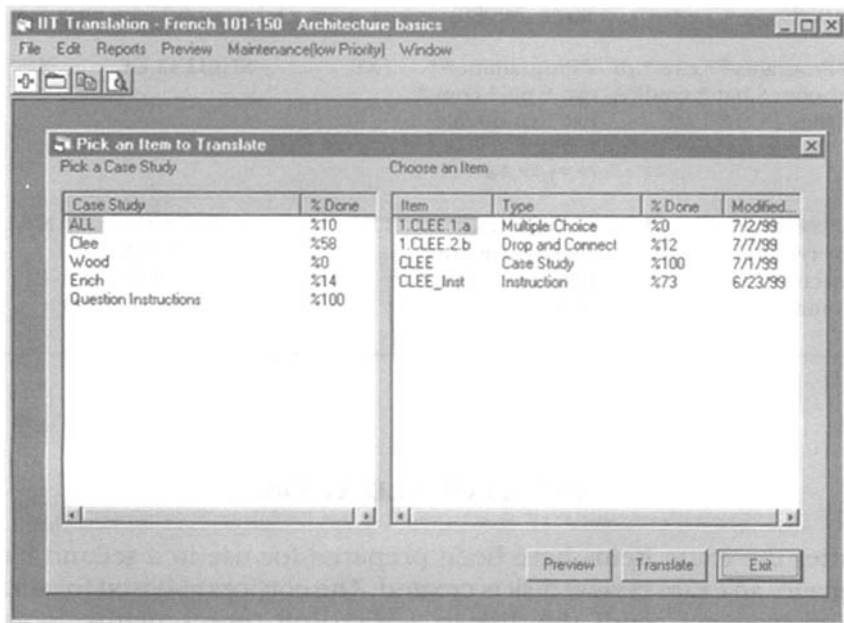 IIT Translation - French 101-150 Architecture basics
File Edit Reports Preview Maintenance(low Priority) Window
Pick an Item to Translate
Pick a Case Study
Choose an Item
Case Study % Done
ALL %10
Clee %58
Wood %0
Ench %14
Question Instructions %100
Item Type % Done Modified...
1.CLEE.1.a Multiple Choice %0 7/2/99
1.CLEE.2.b Drop and Connect %12 7/7/99
CLEE Case Study %100 7/1/99
CLEE_Inst Instruction %73 6/23/99
Preview Translate Exit